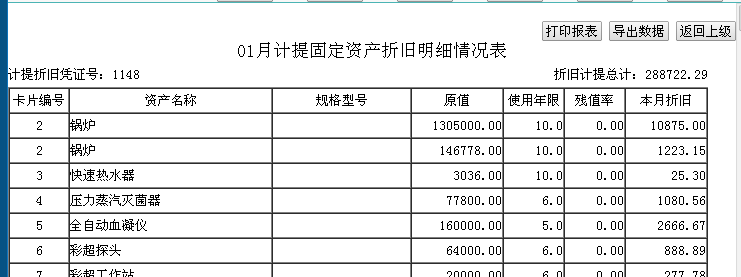 打印报表 导出数据 返回上级
01月计提固定资产折旧明细情况表
计提折旧凭证号：1148 折旧计提总计：288722.29
卡片编号 资产名称 规格型号 原值 使用年限 残值率 本月折旧
2 锅炉 1305000.00 10.0 0.00 10875.00
2 锅炉 146778.00 10.0 0.00 1223.15
3 快速热水器 3036.00 10.0 0.00 25.30
4 压力蒸汽灭菌器 77800.00 6.0 0.00 1080.56
5 全自动血凝仪 160000.00 5.0 0.00 2666.67
6 彩超探头 64000.00 6.0 0.00 888.89
7 彩超工作站 20000.00 6.0 0.00 277.78